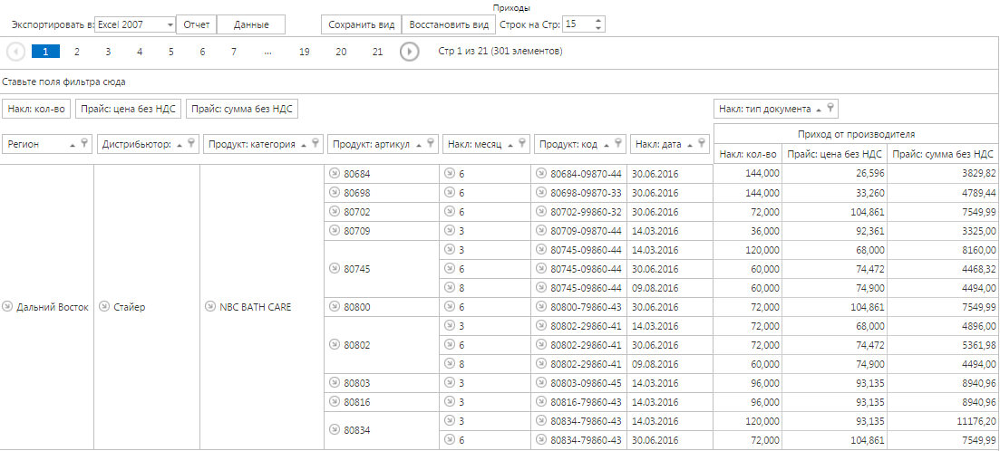 Приходы
Экспортировать в: Excel 2007 Отчет Данные Сохранить вид Восстановить вид Строк на Стр: 15
1 2 3 4 5 6 7 ... 19 20 21 Стр 1 из 21 (301 элементов)
Ставьте поля фильтра сюда
Накл: кол-во Прайс: цена без НДС Прайс: сумма без НДС Накл: тип документа
Приход от производителя
Регион Дистрибьютор: Продукт: категория Продукт: артикул Накл: месяц Продукт: код Накл: дата
Накл: кол-во Прайс: цена без НДС Прайс: сумма без НДС
80684 6 80684-09870-44 30.06.2016 144,000 26,596 3829,82
80698 6 80698-09870-33 30.06.2016 144,000 33,260 4789,44
80702 6 80702-99860-32 30.06.2016 72,000 104,861 7549,99
80709 3 80709-09870-44 14.03.2016 36,000 92,361 3325,00
3 80745-09860-44 14.03.2016 120,000 68,000 8160,00
80745 6 80745-09860-44 30.06.2016 60,000 74,472 4468,32
8 80745-09860-44 09.08.2016 60,000 74,900 4494,00
Дальний Восток Стайер NBC BATH CARE 80800 6 80800-79860-43 30.06.2016 72,000 104,861 7549,99
3 80802-29860-41 14.03.2016 72,000 68,000 4896,00
80802 6 80802-29860-41 30.06.2016 72,000 74,472 5361,98
8 80802-29860-41 09.08.2016 60,000 74,900 4494,00
80803 3 80803-09860-45 14.03.2016 96,000 93,135 8940,96
80816 3 80816-79860-43 14.03.2016 96,000 93,135 8940,96
80834 3 80834-79860-43 14.03.2016 120,000 93,135 11176,20
6 80834-79860-43 30.06.2016 72,000 104,861 7549,99